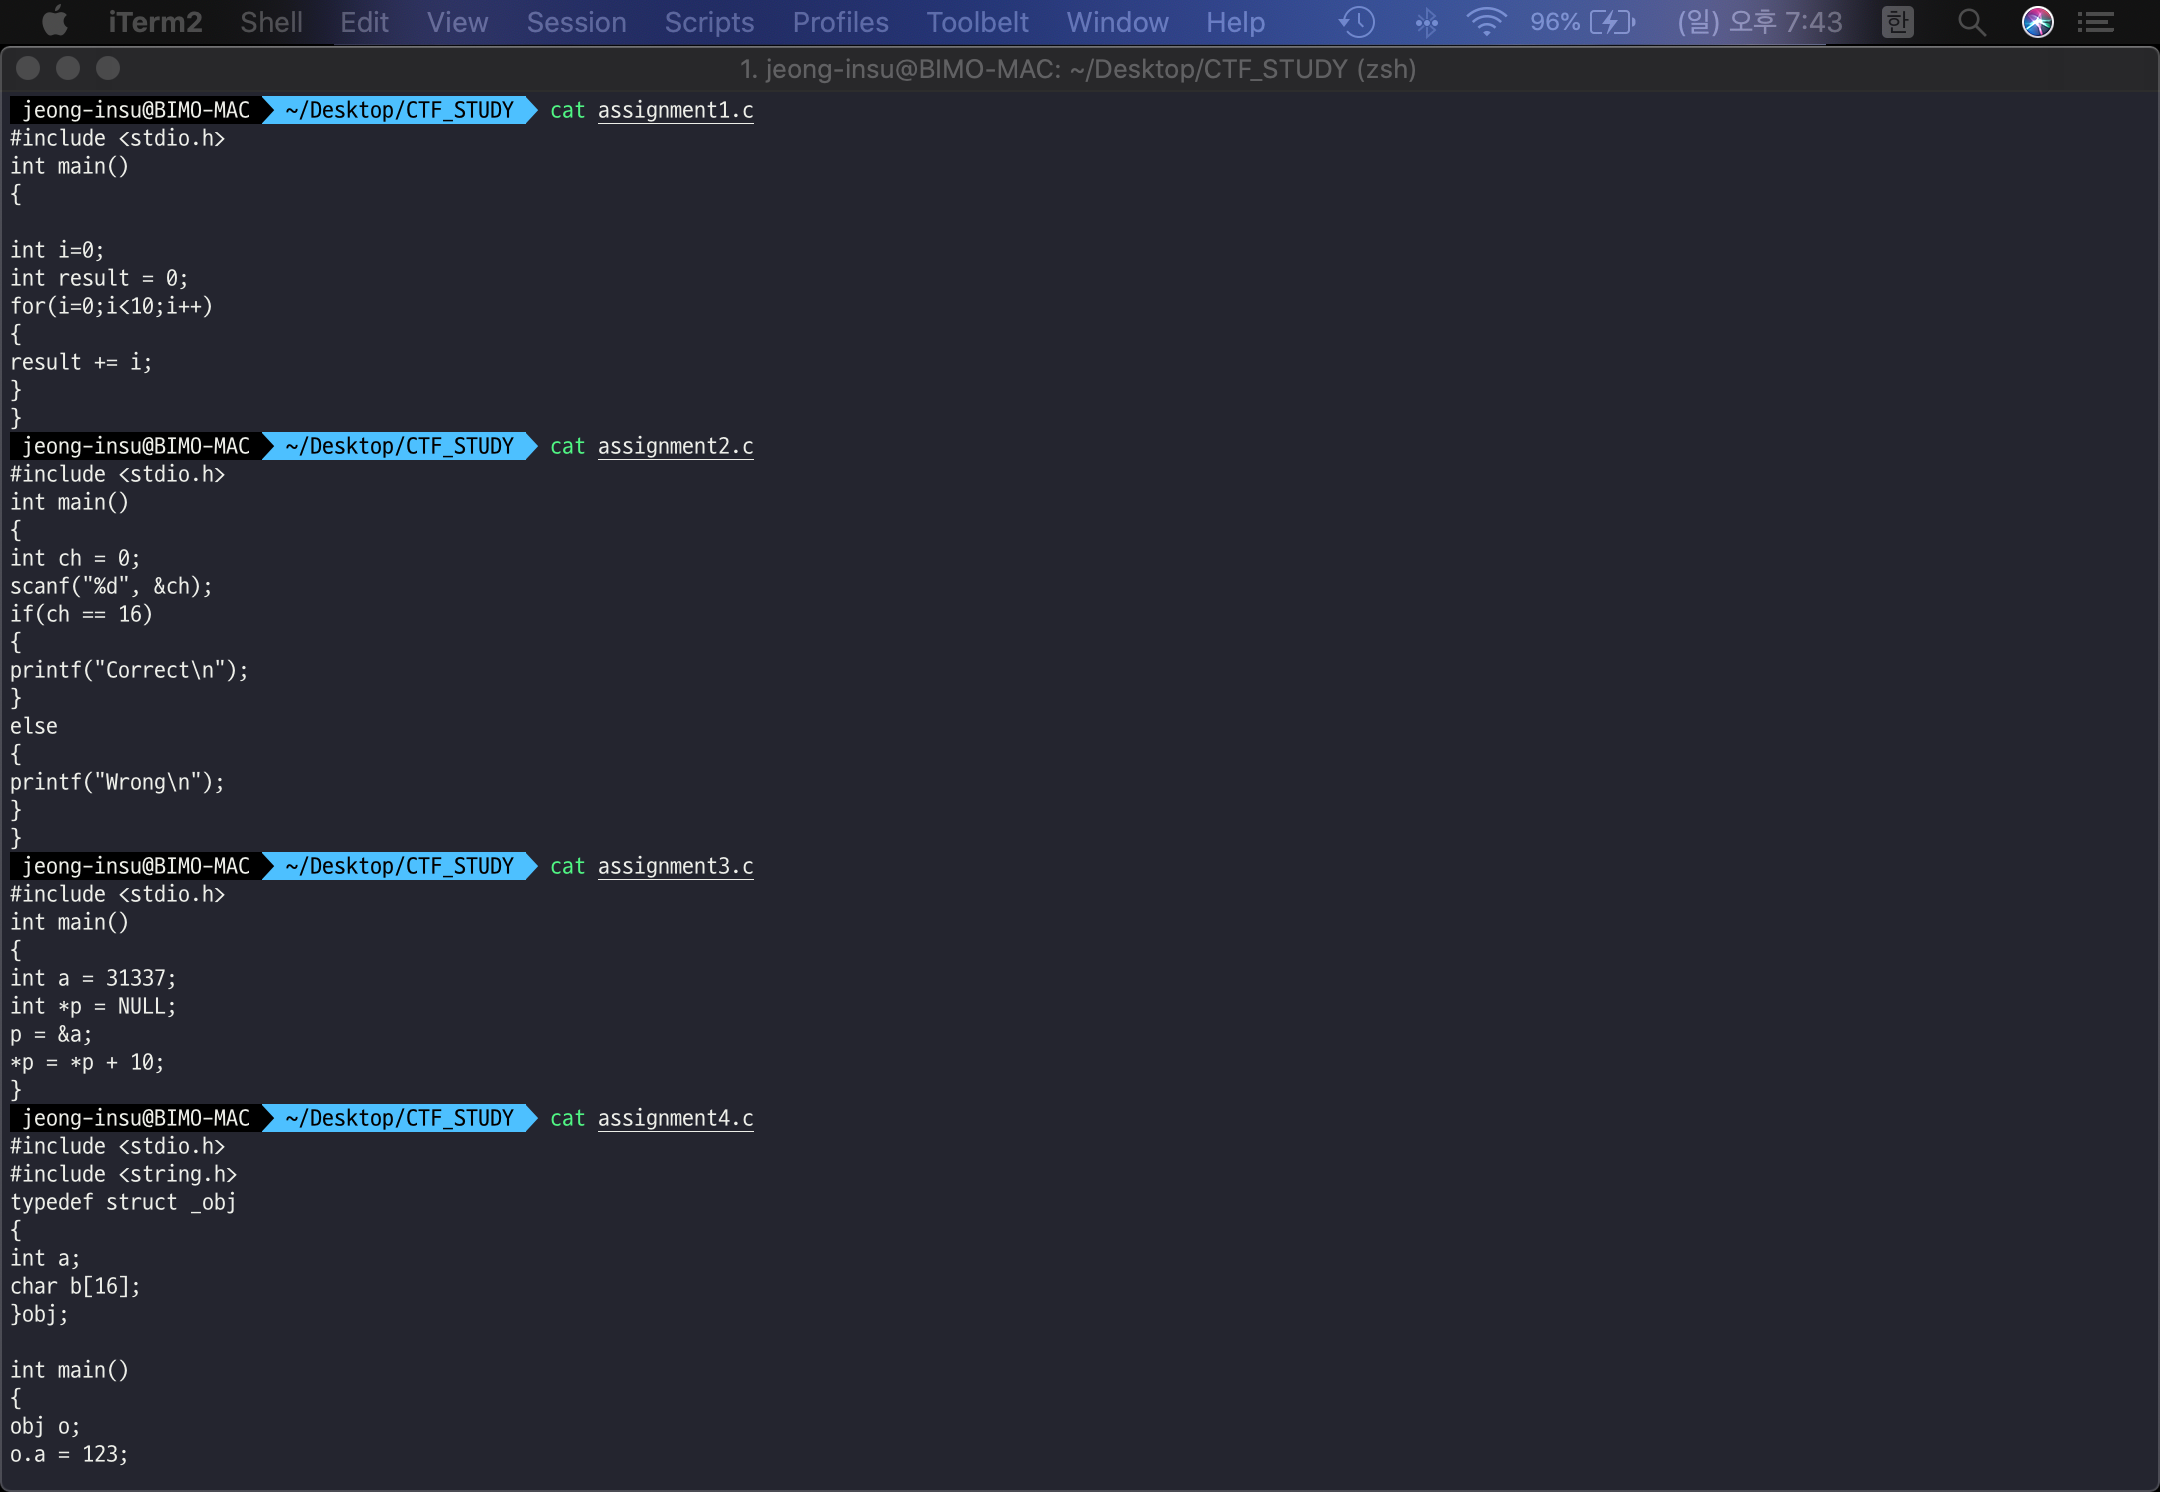 iTerm2 Shell Edit View Session Scripts Profiles Toolbelt Window Help 96% (일) 오후 7:43 한
1. jeong-insu@BIMO-MAC: ~/Desktop/CTF_STUDY (zsh)
jeong-insu@BIMO-MAC ~/Desktop/CTF_STUDY cat assignment1.c
#include <stdio.h>
int main()
{
int i=0;
int result = 0;
for(i=0;i<10;i++)
{
result += i;
}
}
jeong-insu@BIMO-MAC ~/Desktop/CTF_STUDY cat assignment2.c
#include <stdio.h>
int main()
{
int ch = 0;
scanf("%d", &ch);
if(ch == 16)
{
printf("Correct\n");
}
else
{
printf("Wrong\n");
}
}
jeong-insu@BIMO-MAC ~/Desktop/CTF_STUDY cat assignment3.c
#include <stdio.h>
int main()
{
int a = 31337;
int *p = NULL;
p = &a;
*p = *p + 10;
}
jeong-insu@BIMO-MAC ~/Desktop/CTF_STUDY cat assignment4.c
#include <stdio.h>
#include <string.h>
typedef struct _obj
{
int a;
char b[16];
}obj;
int main()
{
obj o;
o.a = 123;